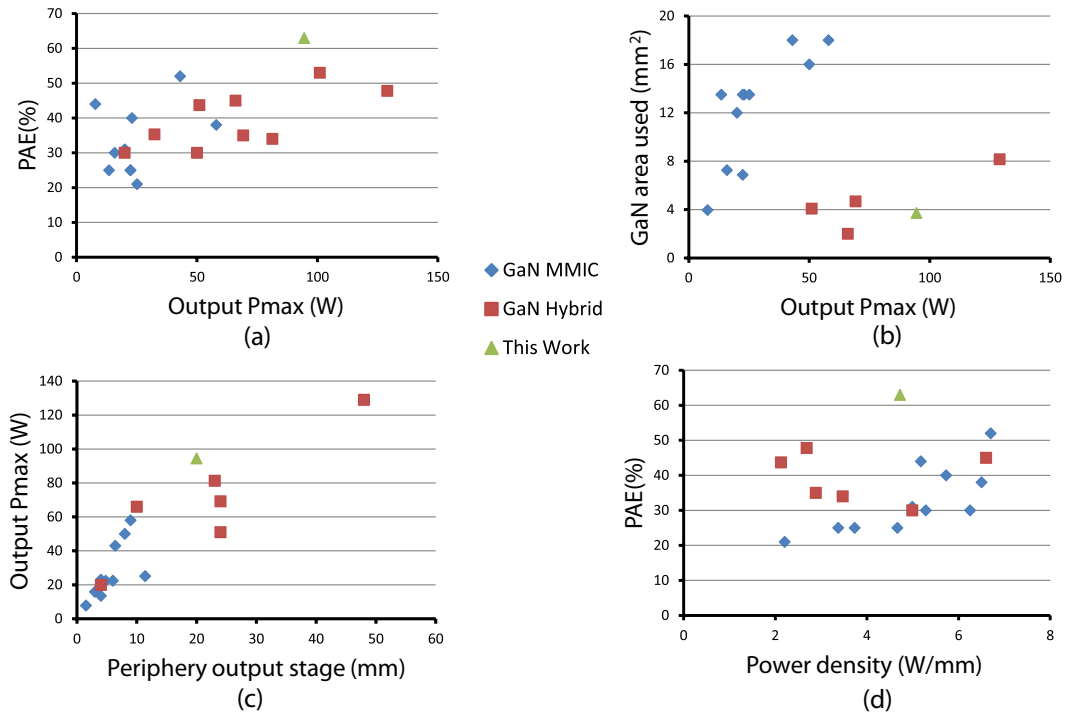 70
60
50
40
30
20
10
0
PAE(%)
0 50 100 150
Output Pmax (W)
(a)
20
16
12
8
4
0
GaN area used (mm²)
0 50 100 150
Output Pmax (W)
(b)
GaN MMIC
GaN Hybrid
This Work
140
120
100
80
60
40
20
0
Output Pmax (W)
0 10 20 30 40 50 60
Periphery output stage (mm)
(c)
70
60
50
40
30
20
10
0
PAE(%)
0 2 4 6 8
Power density (W/mm)
(d)